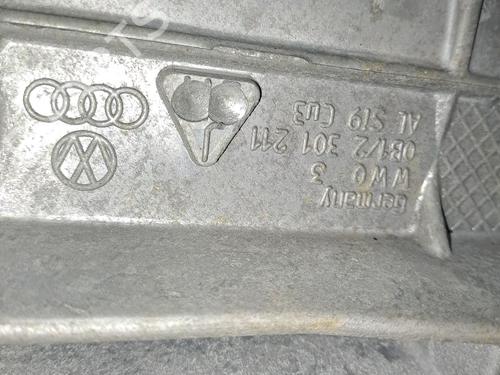 Germany
WWO 3
0B1/2 301 211
AL SI9 Cu3